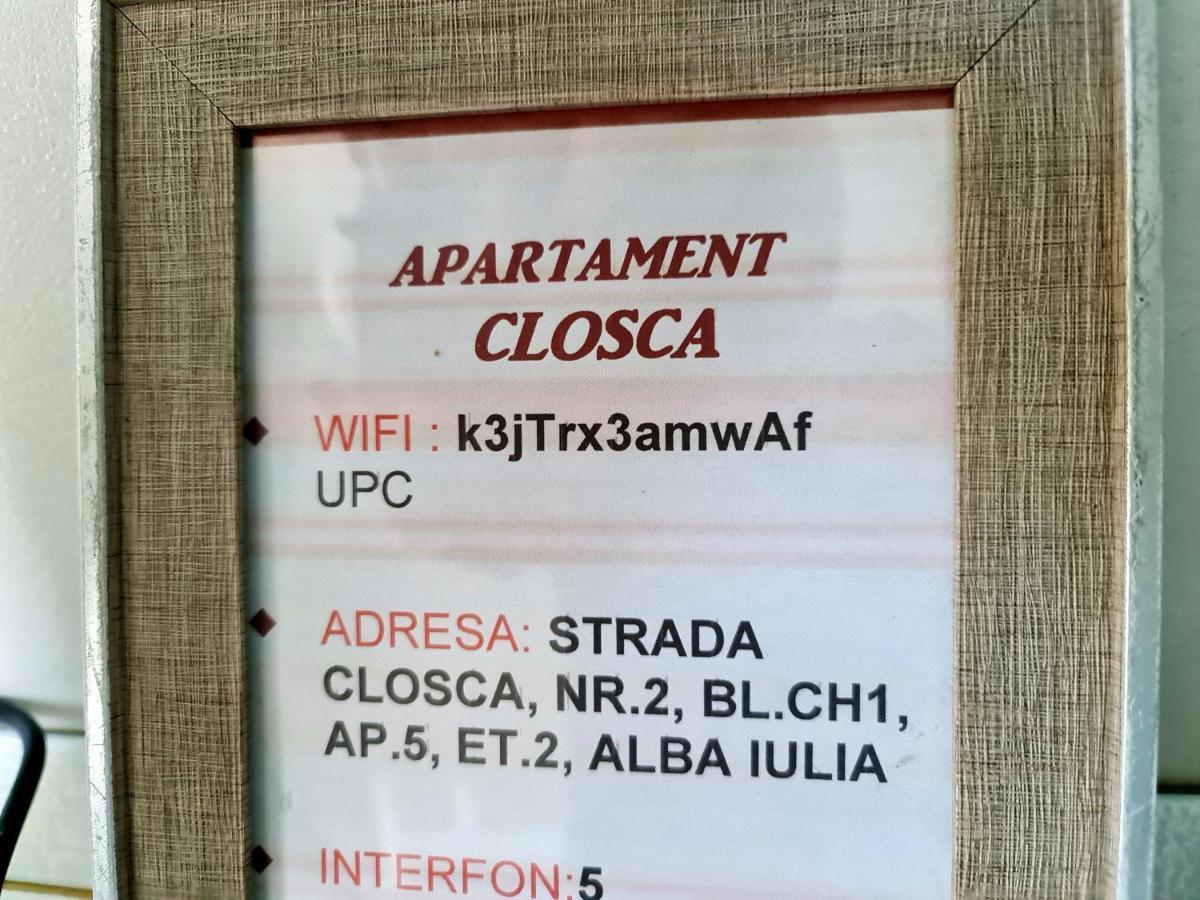 APARTAMENT
CLOSCA
WIFI : k3jTrx3amwAf
UPC
ADRESA: STRADA
CLOSCA, NR.2, BL.CH1,
AP.5, ET.2, ALBA IULIA
INTERFON:5